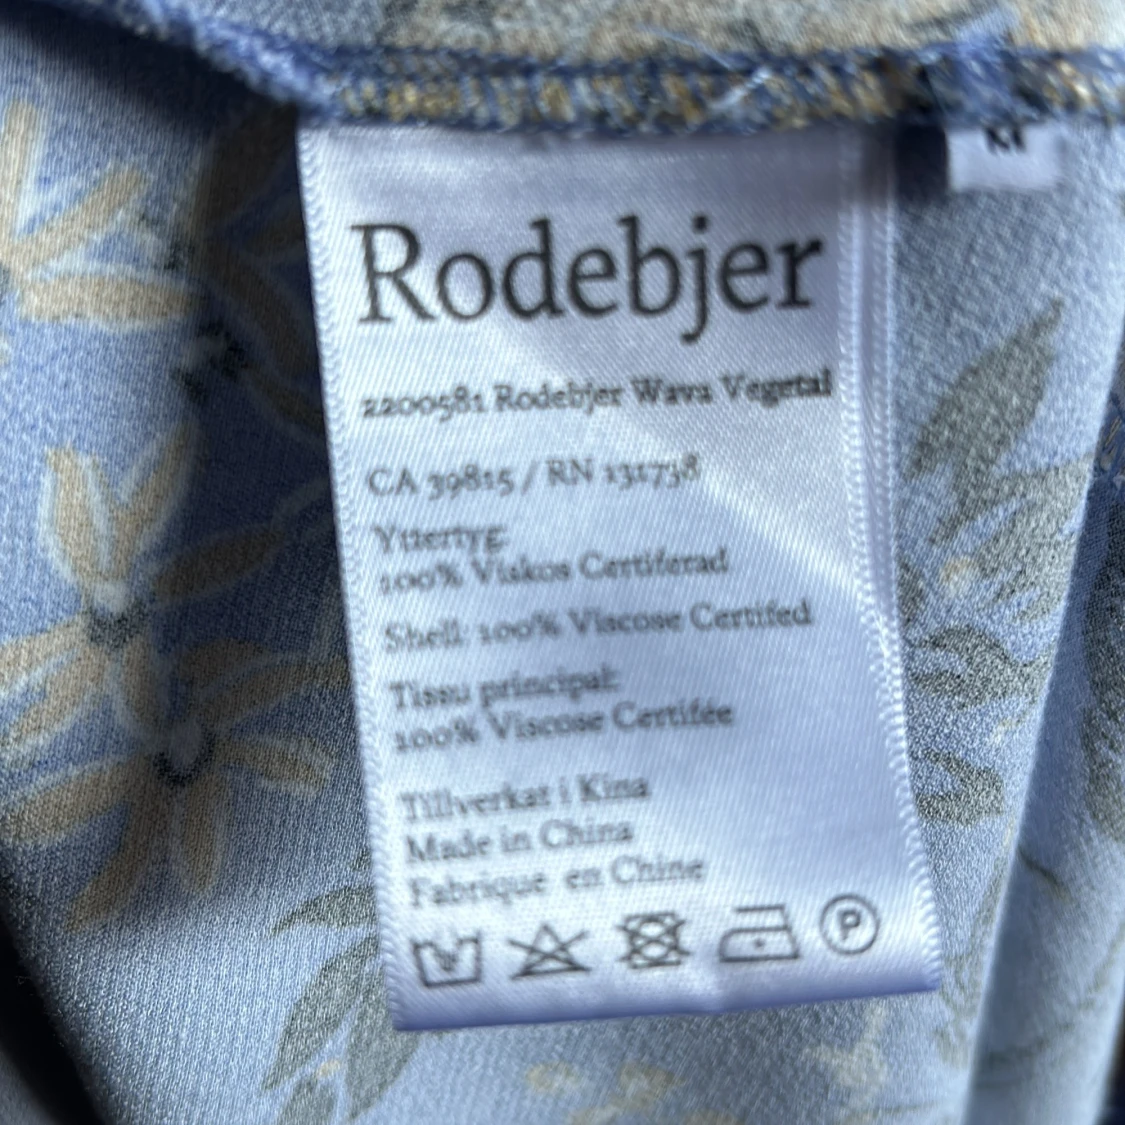 Rodebjer
2200581 Rodebjer Wava Vegetal
CA 39815 / RN 131738
Yttertyg:
100% Viskos Certiferad
Shell: 100% Viscose Certifed
Tissu principal:
100% Viscose Certifée
Tillverkat i Kina
Made in China
Fabrique en Chine
P